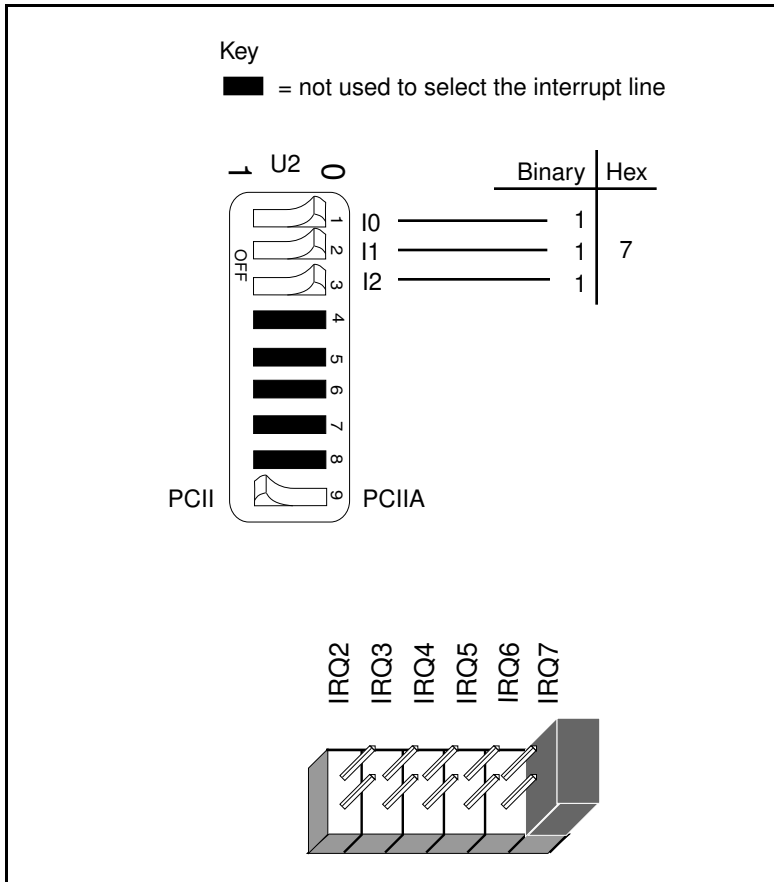 Key
= not used to select the interrupt line
1 U2 0
Binary Hex
OFF
1 I0 1
2 I1 1 7
3 I2 1
4
5
6
7
8
PCII 9 PCIIA
IRQ2 IRQ3 IRQ4 IRQ5 IRQ6 IRQ7